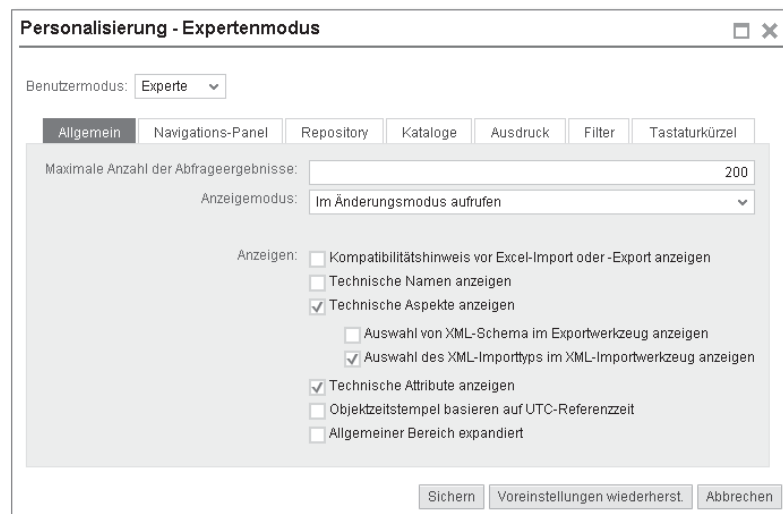 Personalisierung - Expertenmodus
Benutzermodus: Experte
Allgemein Navigations-Panel Repository Kataloge Ausdruck Filter Tastaturkürzel
Maximale Anzahl der Abfrageergebnisse: 200
Anzeigemodus: Im Änderungsmodus aufrufen
Anzeigen: Kompatibilitätshinweis vor Excel-Import oder -Export anzeigen
Technische Namen anzeigen
Technische Aspekte anzeigen
Auswahl von XML-Schema im Exportwerkzeug anzeigen
Auswahl des XML-Importtyps im XML-Importwerkzeug anzeigen
Technische Attribute anzeigen
Objektzeitstempel basieren auf UTC-Referenzzeit
Allgemeiner Bereich expandiert
Sichern Voreinstellungen wiederherst. Abbrechen